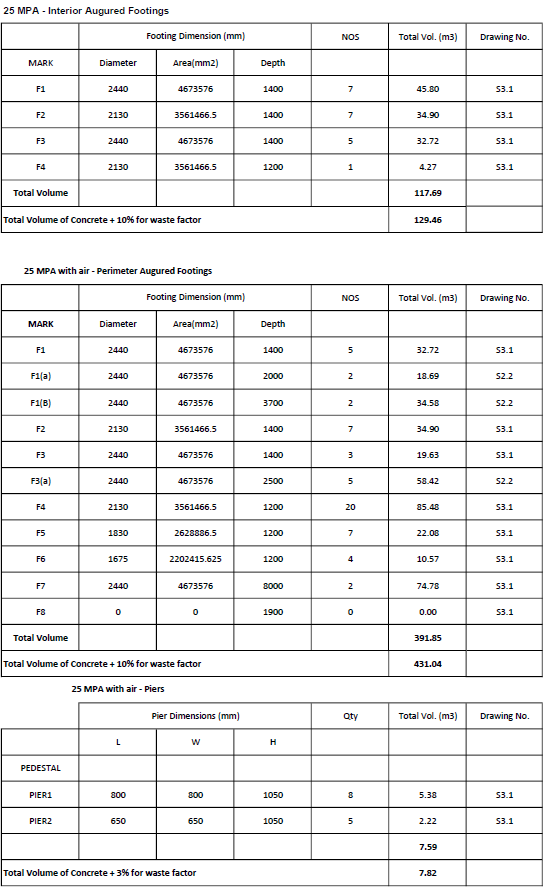 25 MPA - Interior Augured Footings
Footing Dimension (mm) NOS Total Vol. (m3) Drawing No.
MARK Diameter Area(mm2) Depth
F1 2440 4673576 1400 7 45.80 S3.1
F2 2130 3561466.5 1400 7 34.90 S3.1
F3 2440 4673576 1400 5 32.72 S3.1
F4 2130 3561466.5 1200 1 4.27 S3.1
Total Volume 117.69
Total Volume of Concrete + 10% for waste factor 129.46
25 MPA with air - Perimeter Augured Footings
Footing Dimension (mm) NOS Total Vol. (m3) Drawing No.
MARK Diameter Area(mm2) Depth
F1 2440 4673576 1400 5 32.72 S3.1
F1(a) 2440 4673576 2000 2 18.69 S2.2
F1(B) 2440 4673576 3700 2 34.58 S2.2
F2 2130 3561466.5 1400 7 34.90 S3.1
F3 2440 4673576 1400 3 19.63 S3.1
F3(a) 2440 4673576 2500 5 58.42 S2.2
F4 2130 3561466.5 1200 20 85.48 S3.1
F5 1830 2628886.5 1200 7 22.08 S3.1
F6 1675 2202415.625 1200 4 10.57 S3.1
F7 2440 4673576 8000 2 74.78 S3.1
F8 0 0 1900 0 0.00 S3.1
Total Volume 391.85
Total Volume of Concrete + 10% for waste factor 431.04
25 MPA with air - Piers
Pier Dimensions (mm) Qty Total Vol. (m3) Drawing No.
L W H
PEDESTAL
PIER1 800 800 1050 8 5.38 S3.1
PIER2 650 650 1050 5 2.22 S3.1
7.59
Total Volume of Concrete + 3% for waste factor 7.82